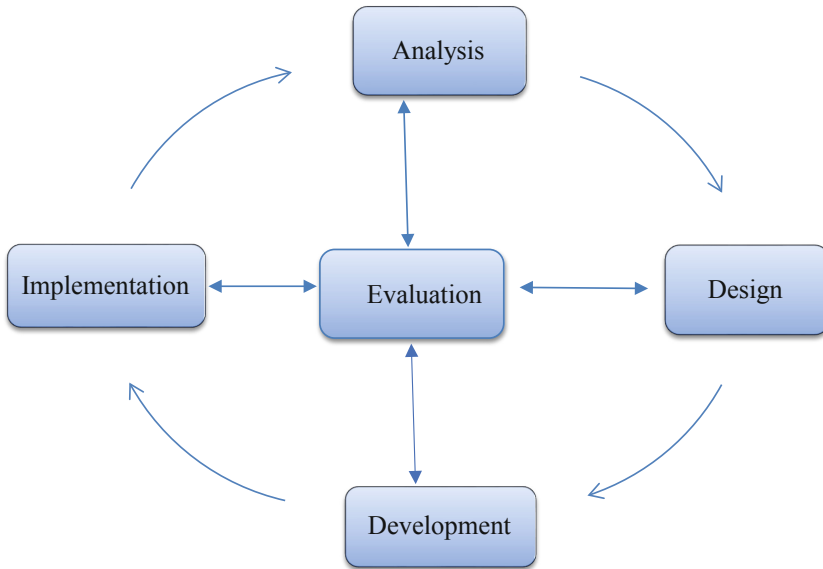 Analysis
Implementation
Evaluation
Design
Development